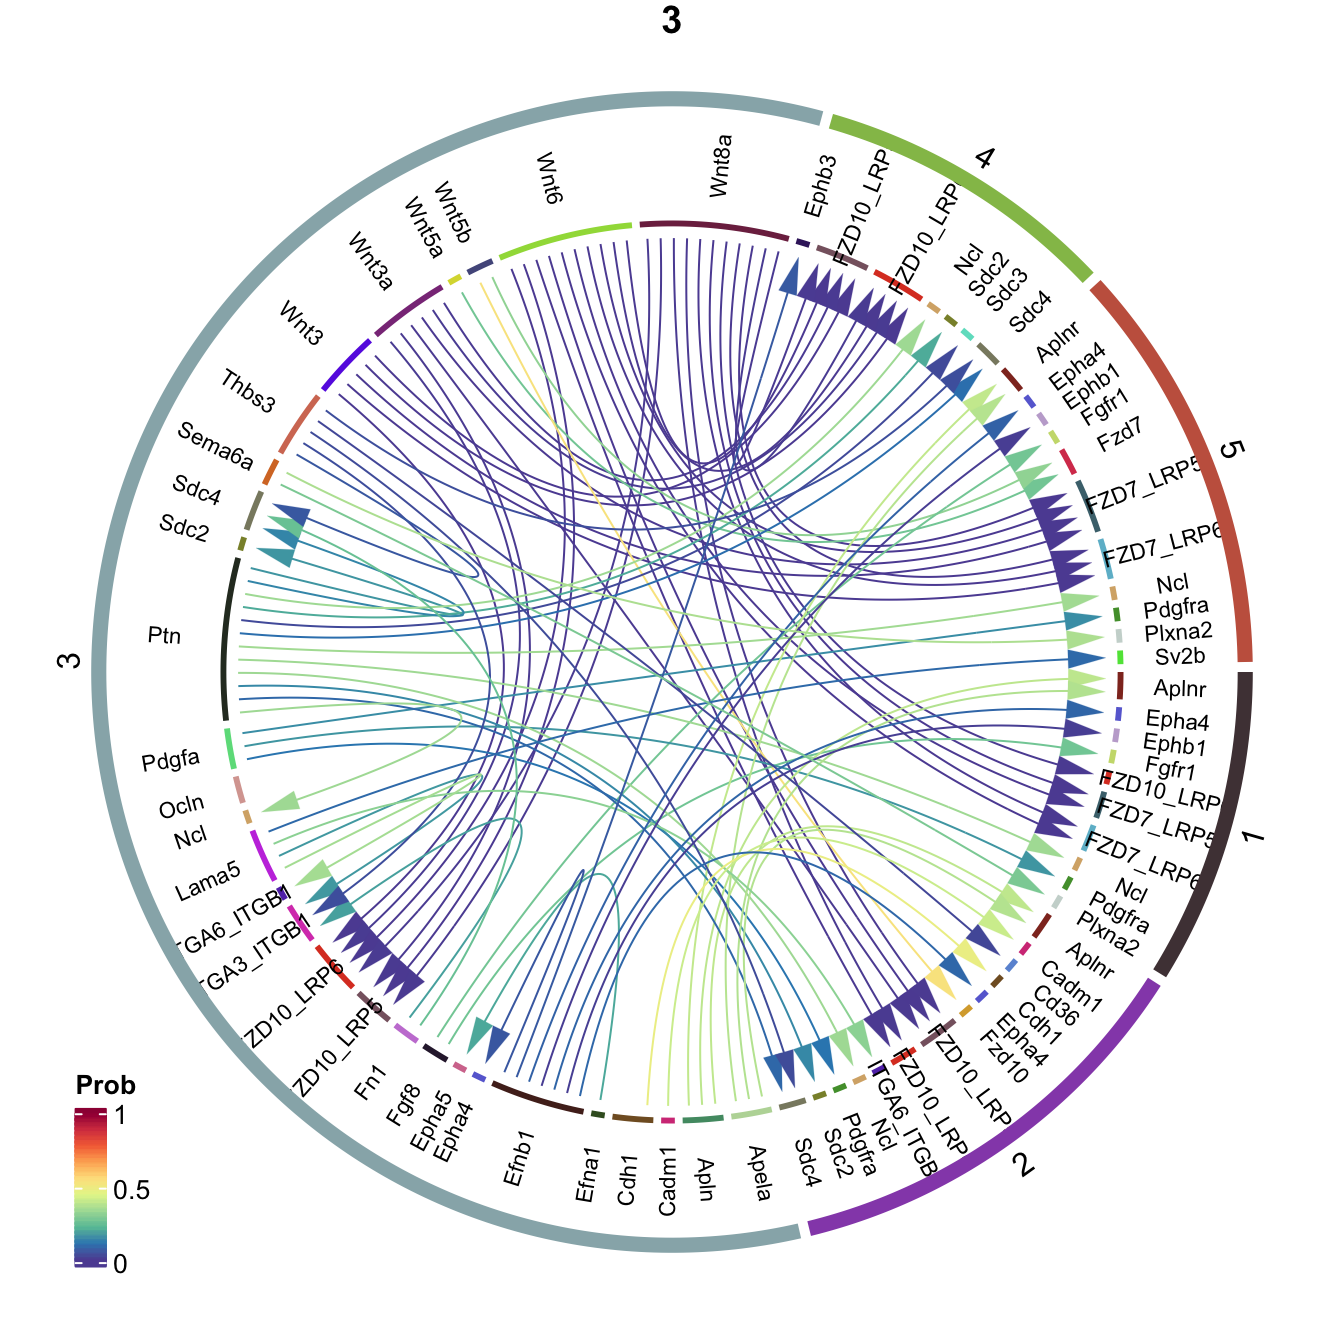 3
Wnt8a
Ephb3
FZD10_LRP
4
FZD10_LRP
Ncl
Sdc2
Sdc3
Sdc4
Aplnr
Epha4
Ephb1
Fgfr1
Fzd7
5
FZD7_LRP5
FZD7_LRP6
Ncl
Pdgfra
Plxna2
Sv2b
Aplnr
Epha4
Ephb1
Fgfr1
FZD10_LRP
FZD7_LRP5
FZD7_LRP6
1
Ncl
Pdgfra
Plxna2
Aplnr
Cadm1
Cd36
Cdh1
Epha4
Fzd10
FZD10_LRP
2
FZD10_LRP
ITGA6_ITGB
Ncl
Pdgfra
Sdc2
Sdc4
Apela
Apln
Cadm1
Cdh1
Efna1
Efnb1
Epha4
Epha5
Fgf8
Fn1
ZD10_LRP5
ZD10_LRP6
TGA3_ITGB1
TGA6_ITGB1
Lama5
Ncl
Ocln
Pdgfa
3
Ptn
Sdc2
Sdc4
Sema6a
Thbs3
Wnt3
Wnt3a
Wnt5a
Wnt5b
Wnt6
Prob
1
0.5
0